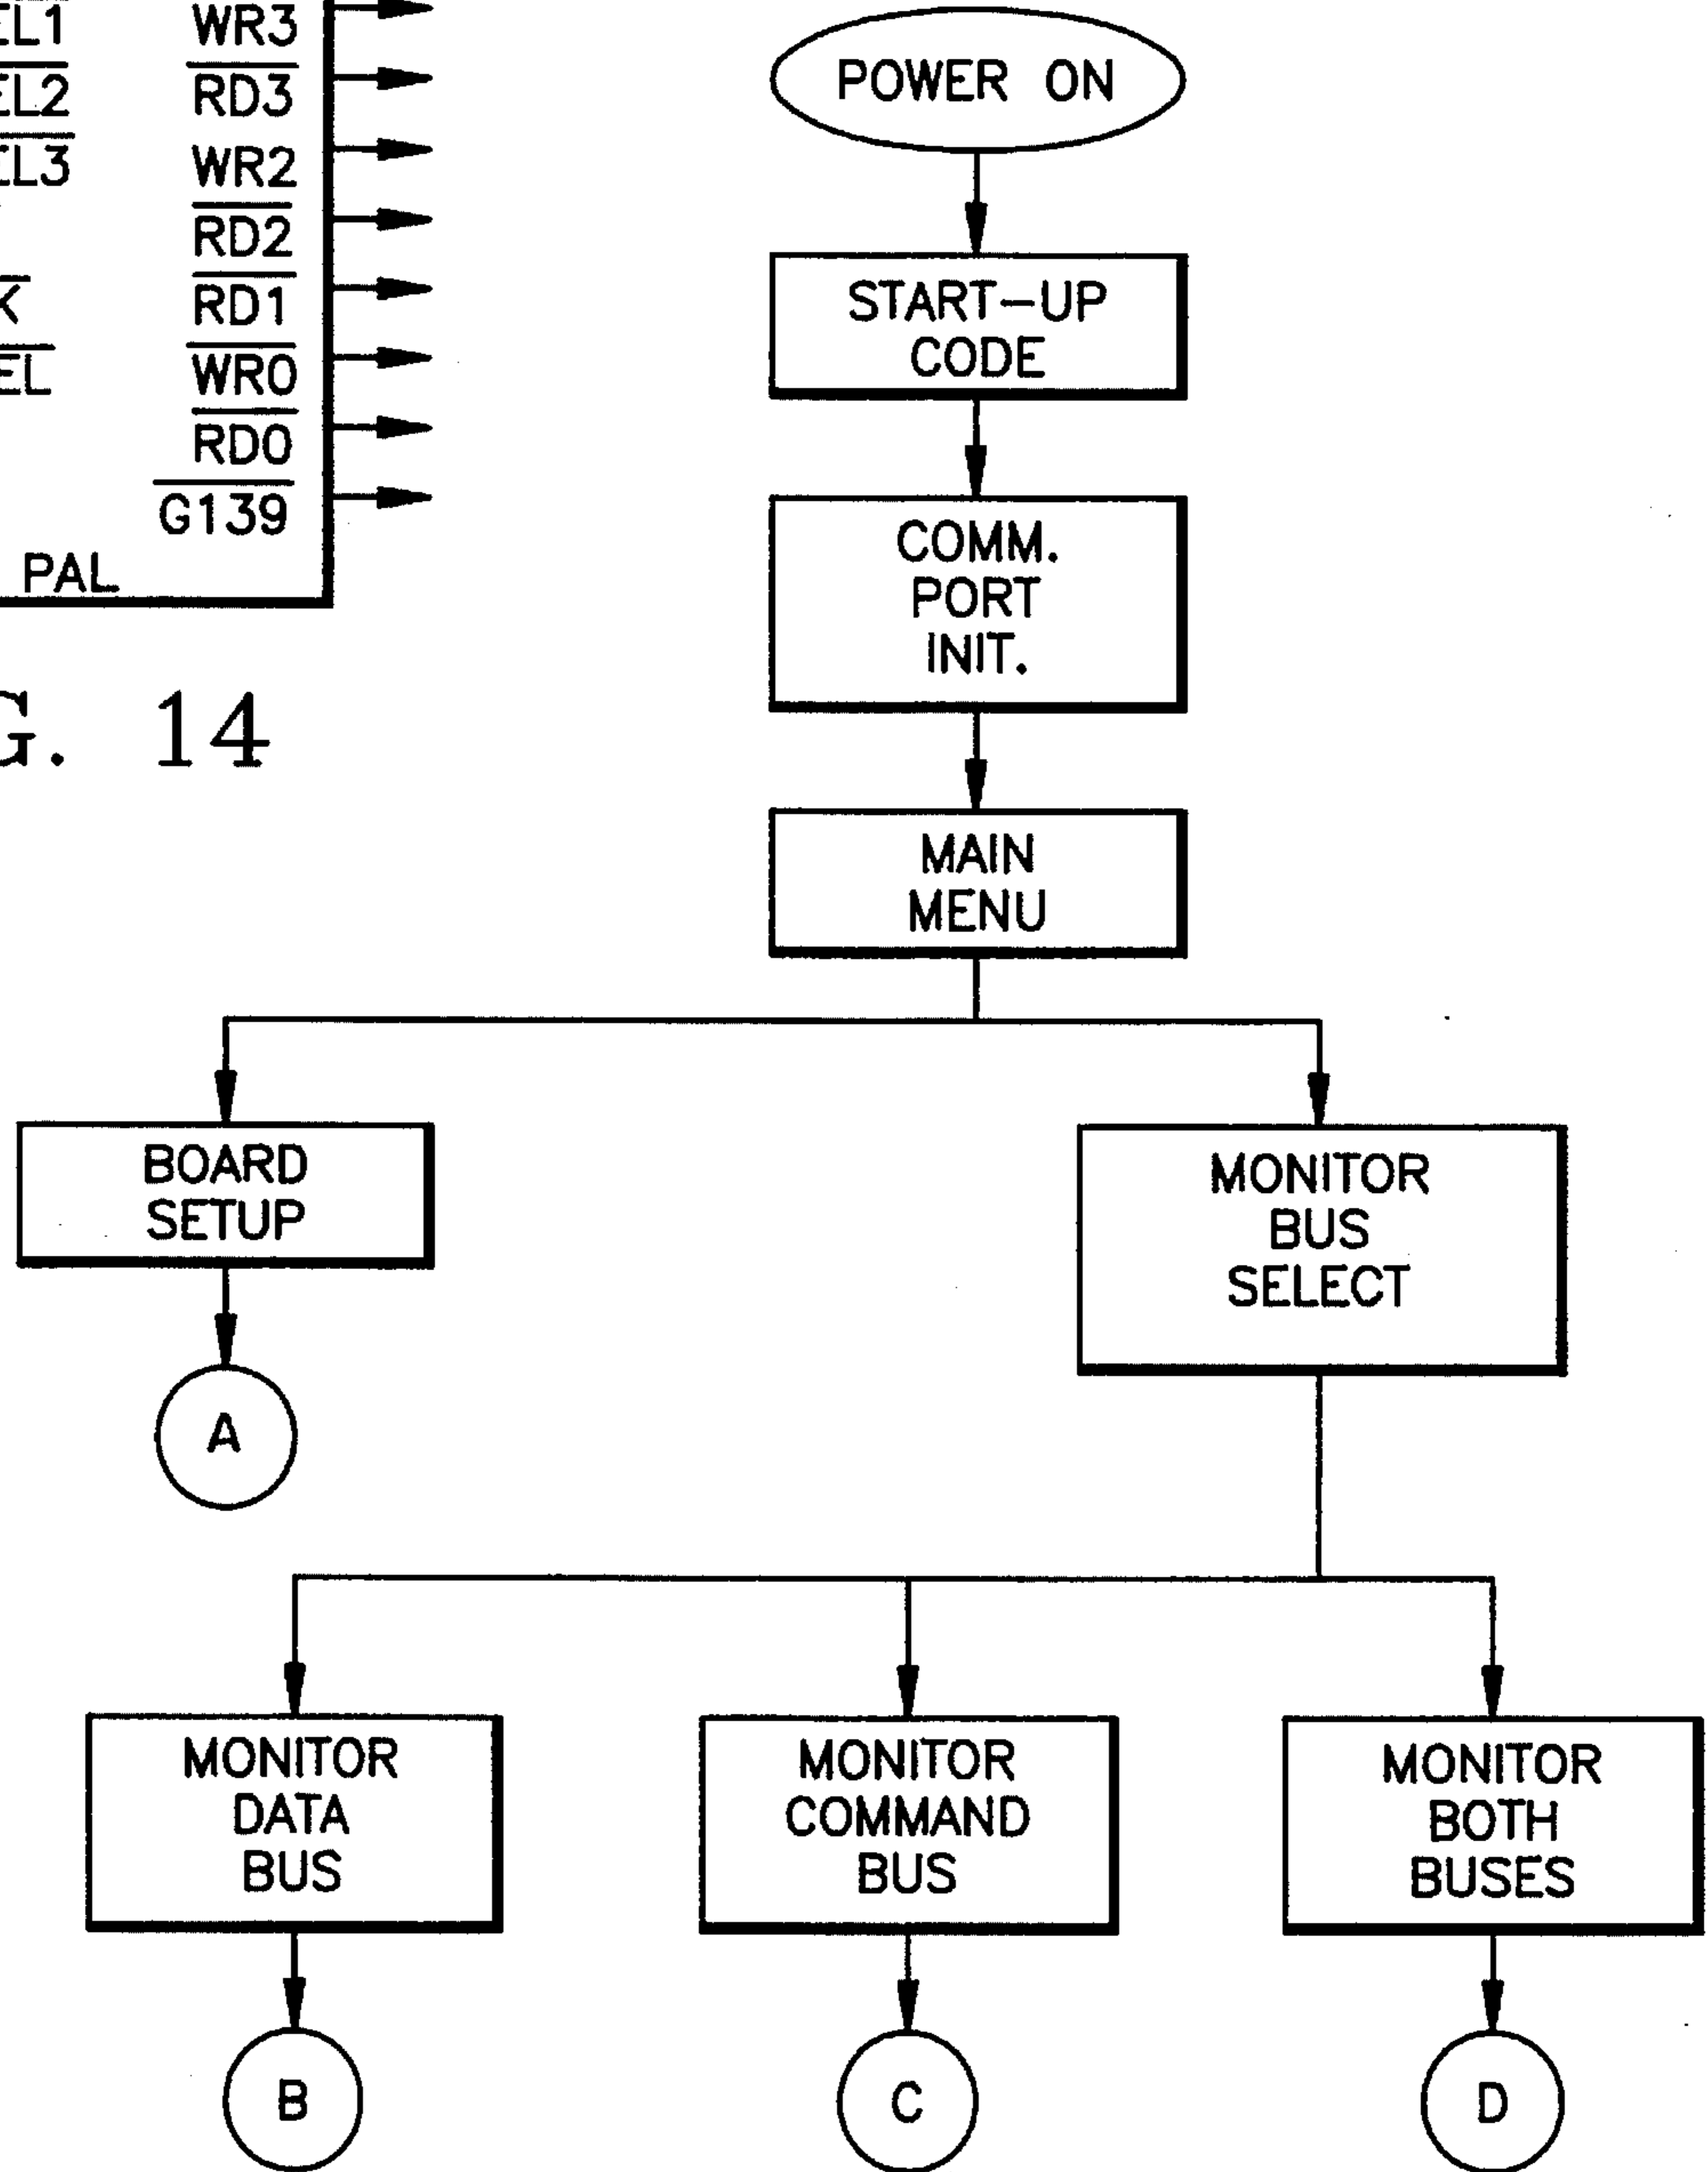 WR3
RD3
WR2
RD2
RD1
WR0
RD0
G139
PAL
14
POWER ON
START-UP
CODE
COMM.
PORT
INIT.
MAIN
MENU
BOARD
SETUP
A
MONITOR
BUS
SELECT
MONITOR
DATA
BUS
B
MONITOR
COMMAND
BUS
C
MONITOR
BOTH
BUSES
D